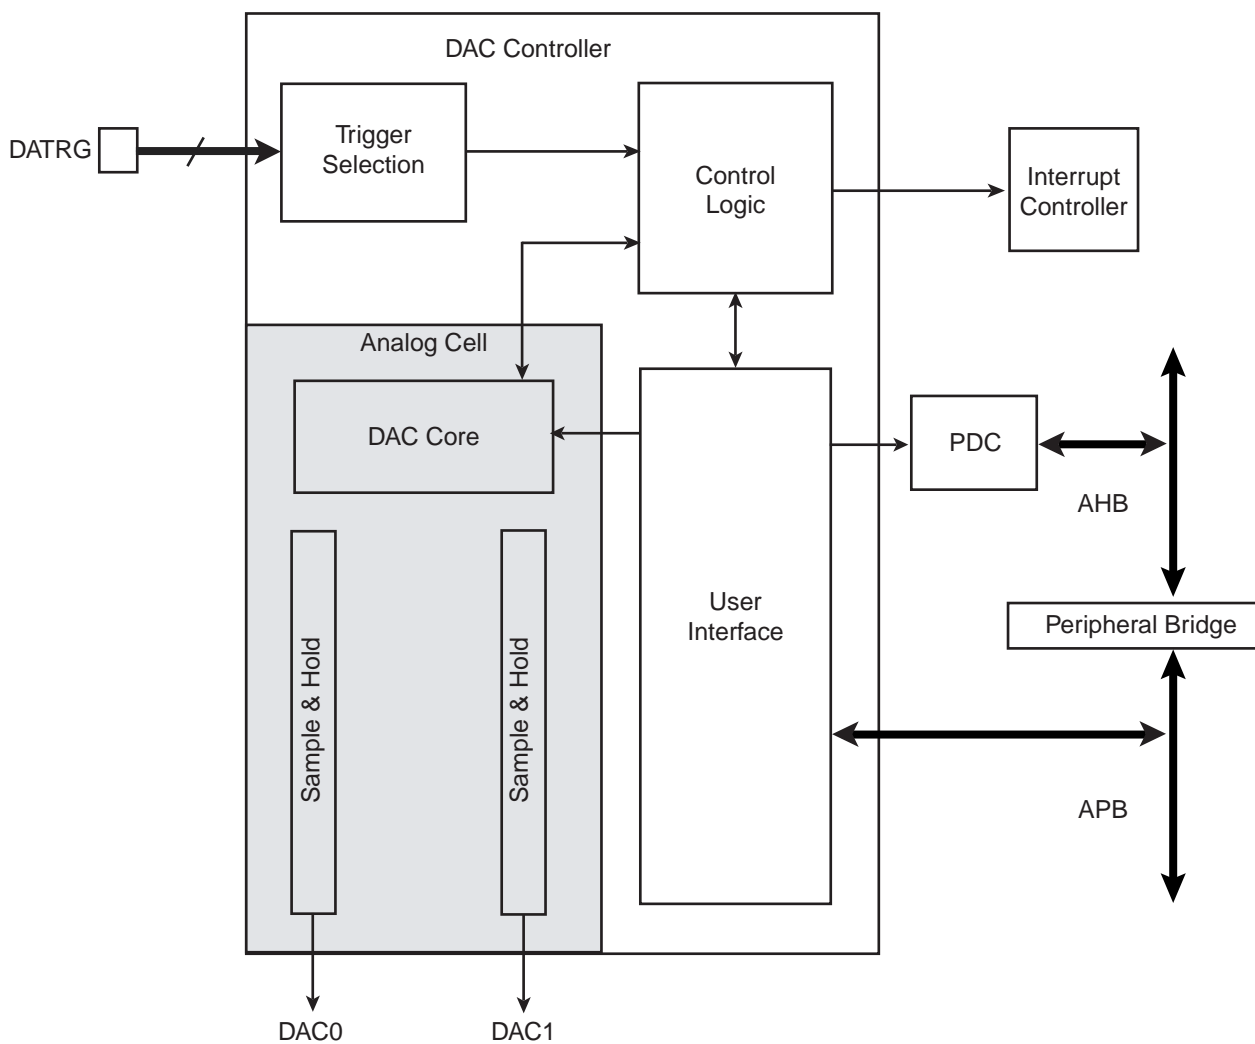 DAC Controller
DATRG
Trigger
Selection
Control
Logic
Interrupt
Controller
Analog Cell
DAC Core
PDC
AHB
User
Interface
Peripheral Bridge
Sample & Hold
Sample & Hold
APB
DAC0
DAC1